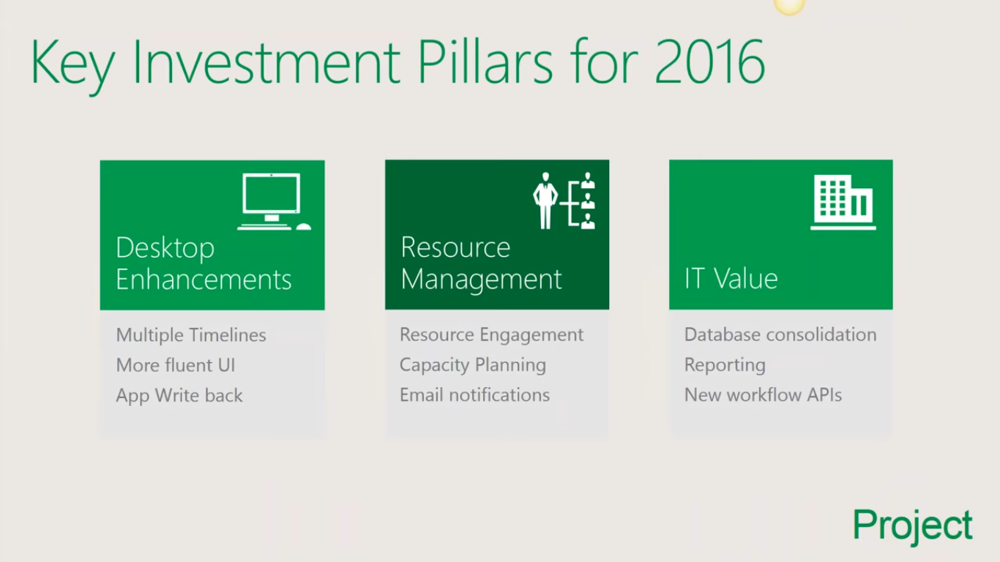 Key Investment Pillars for 2016
Desktop
Enhancements
Multiple Timelines
More fluent UI
App Write back
Resource
Management
Resource Engagement
Capacity Planning
Email notifications
IT Value
Database consolidation
Reporting
New workflow APIs
Project